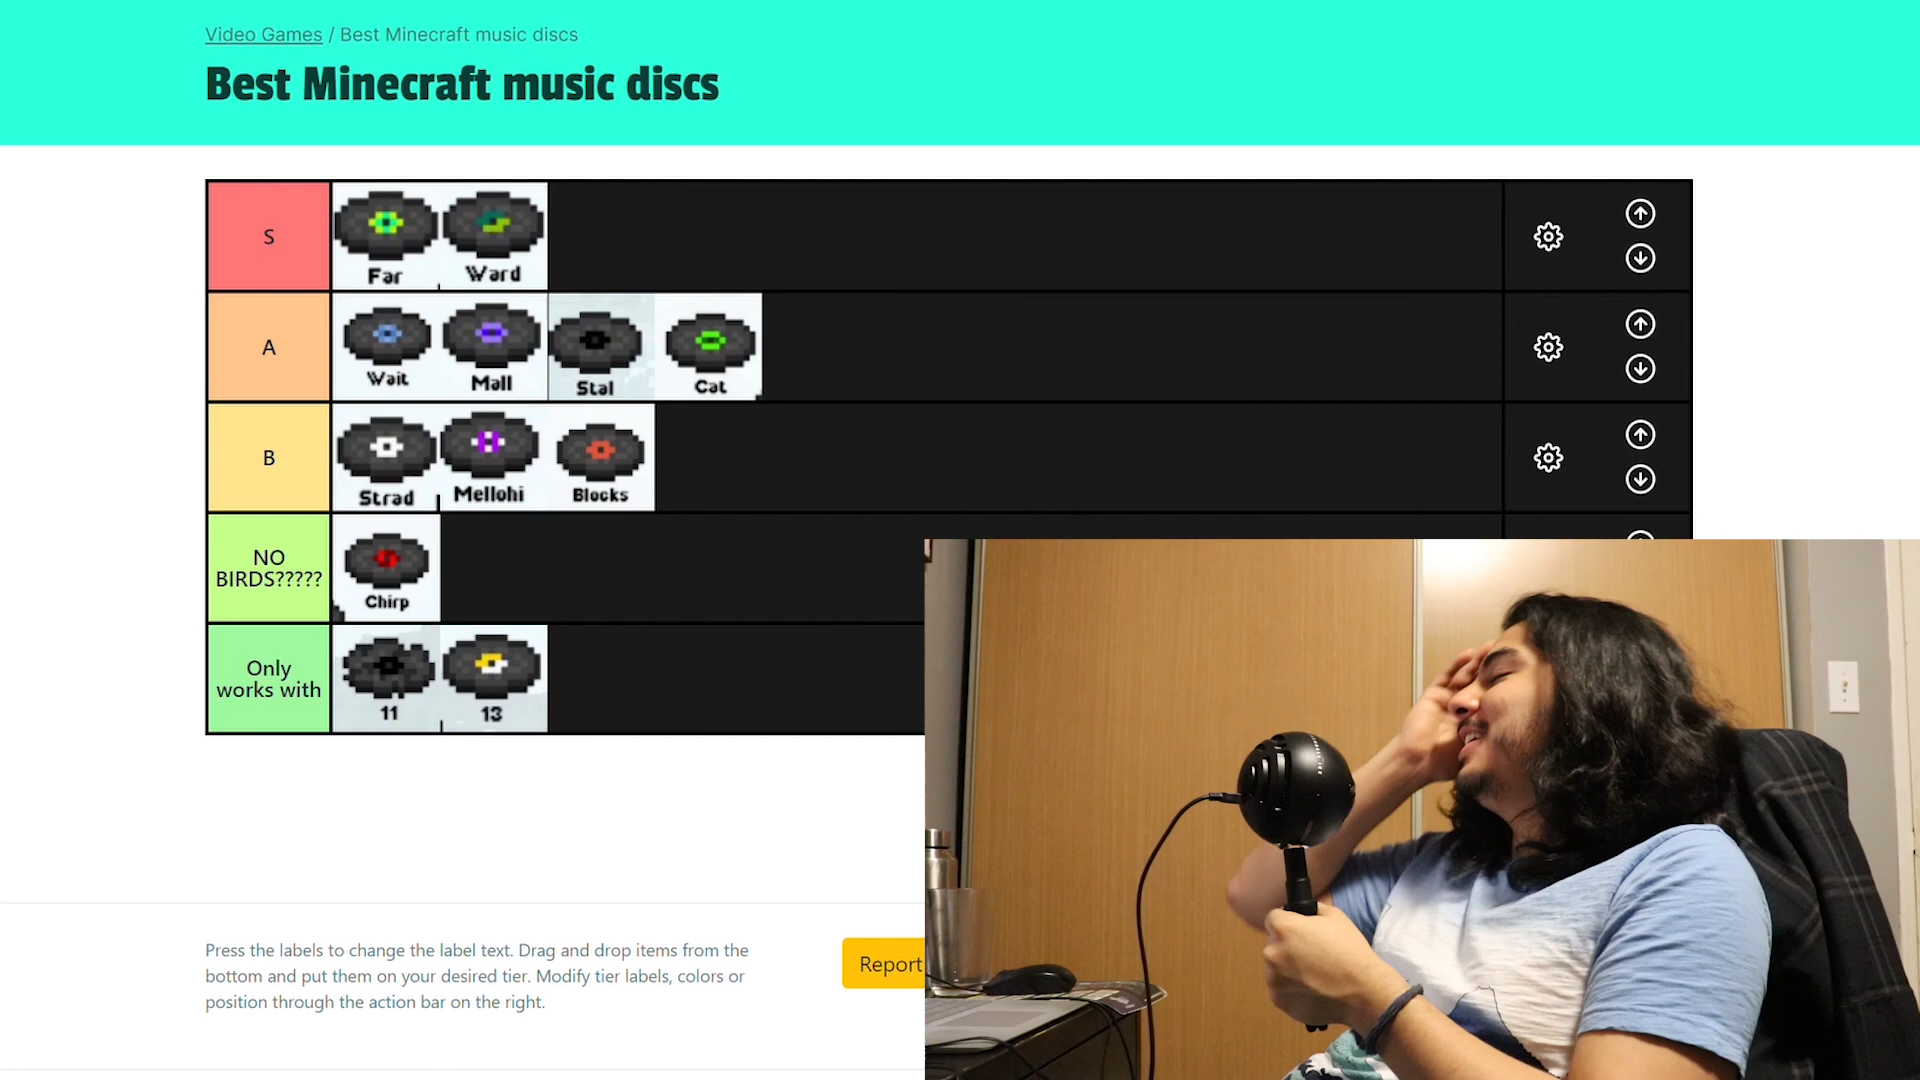 Video Games / Best Minecraft music discs
Best Minecraft music discs
S
Far
Ward
A
Wait
Mall
Stal
Cat
B
Strad
Mellohi
Blocks
NO
BIRDS?????
Chirp
Only
works with
11
13
Press the labels to change the label text. Drag and drop items from the
bottom and put them on your desired tier. Modify tier labels, colors or
position through the action bar on the right.
Report